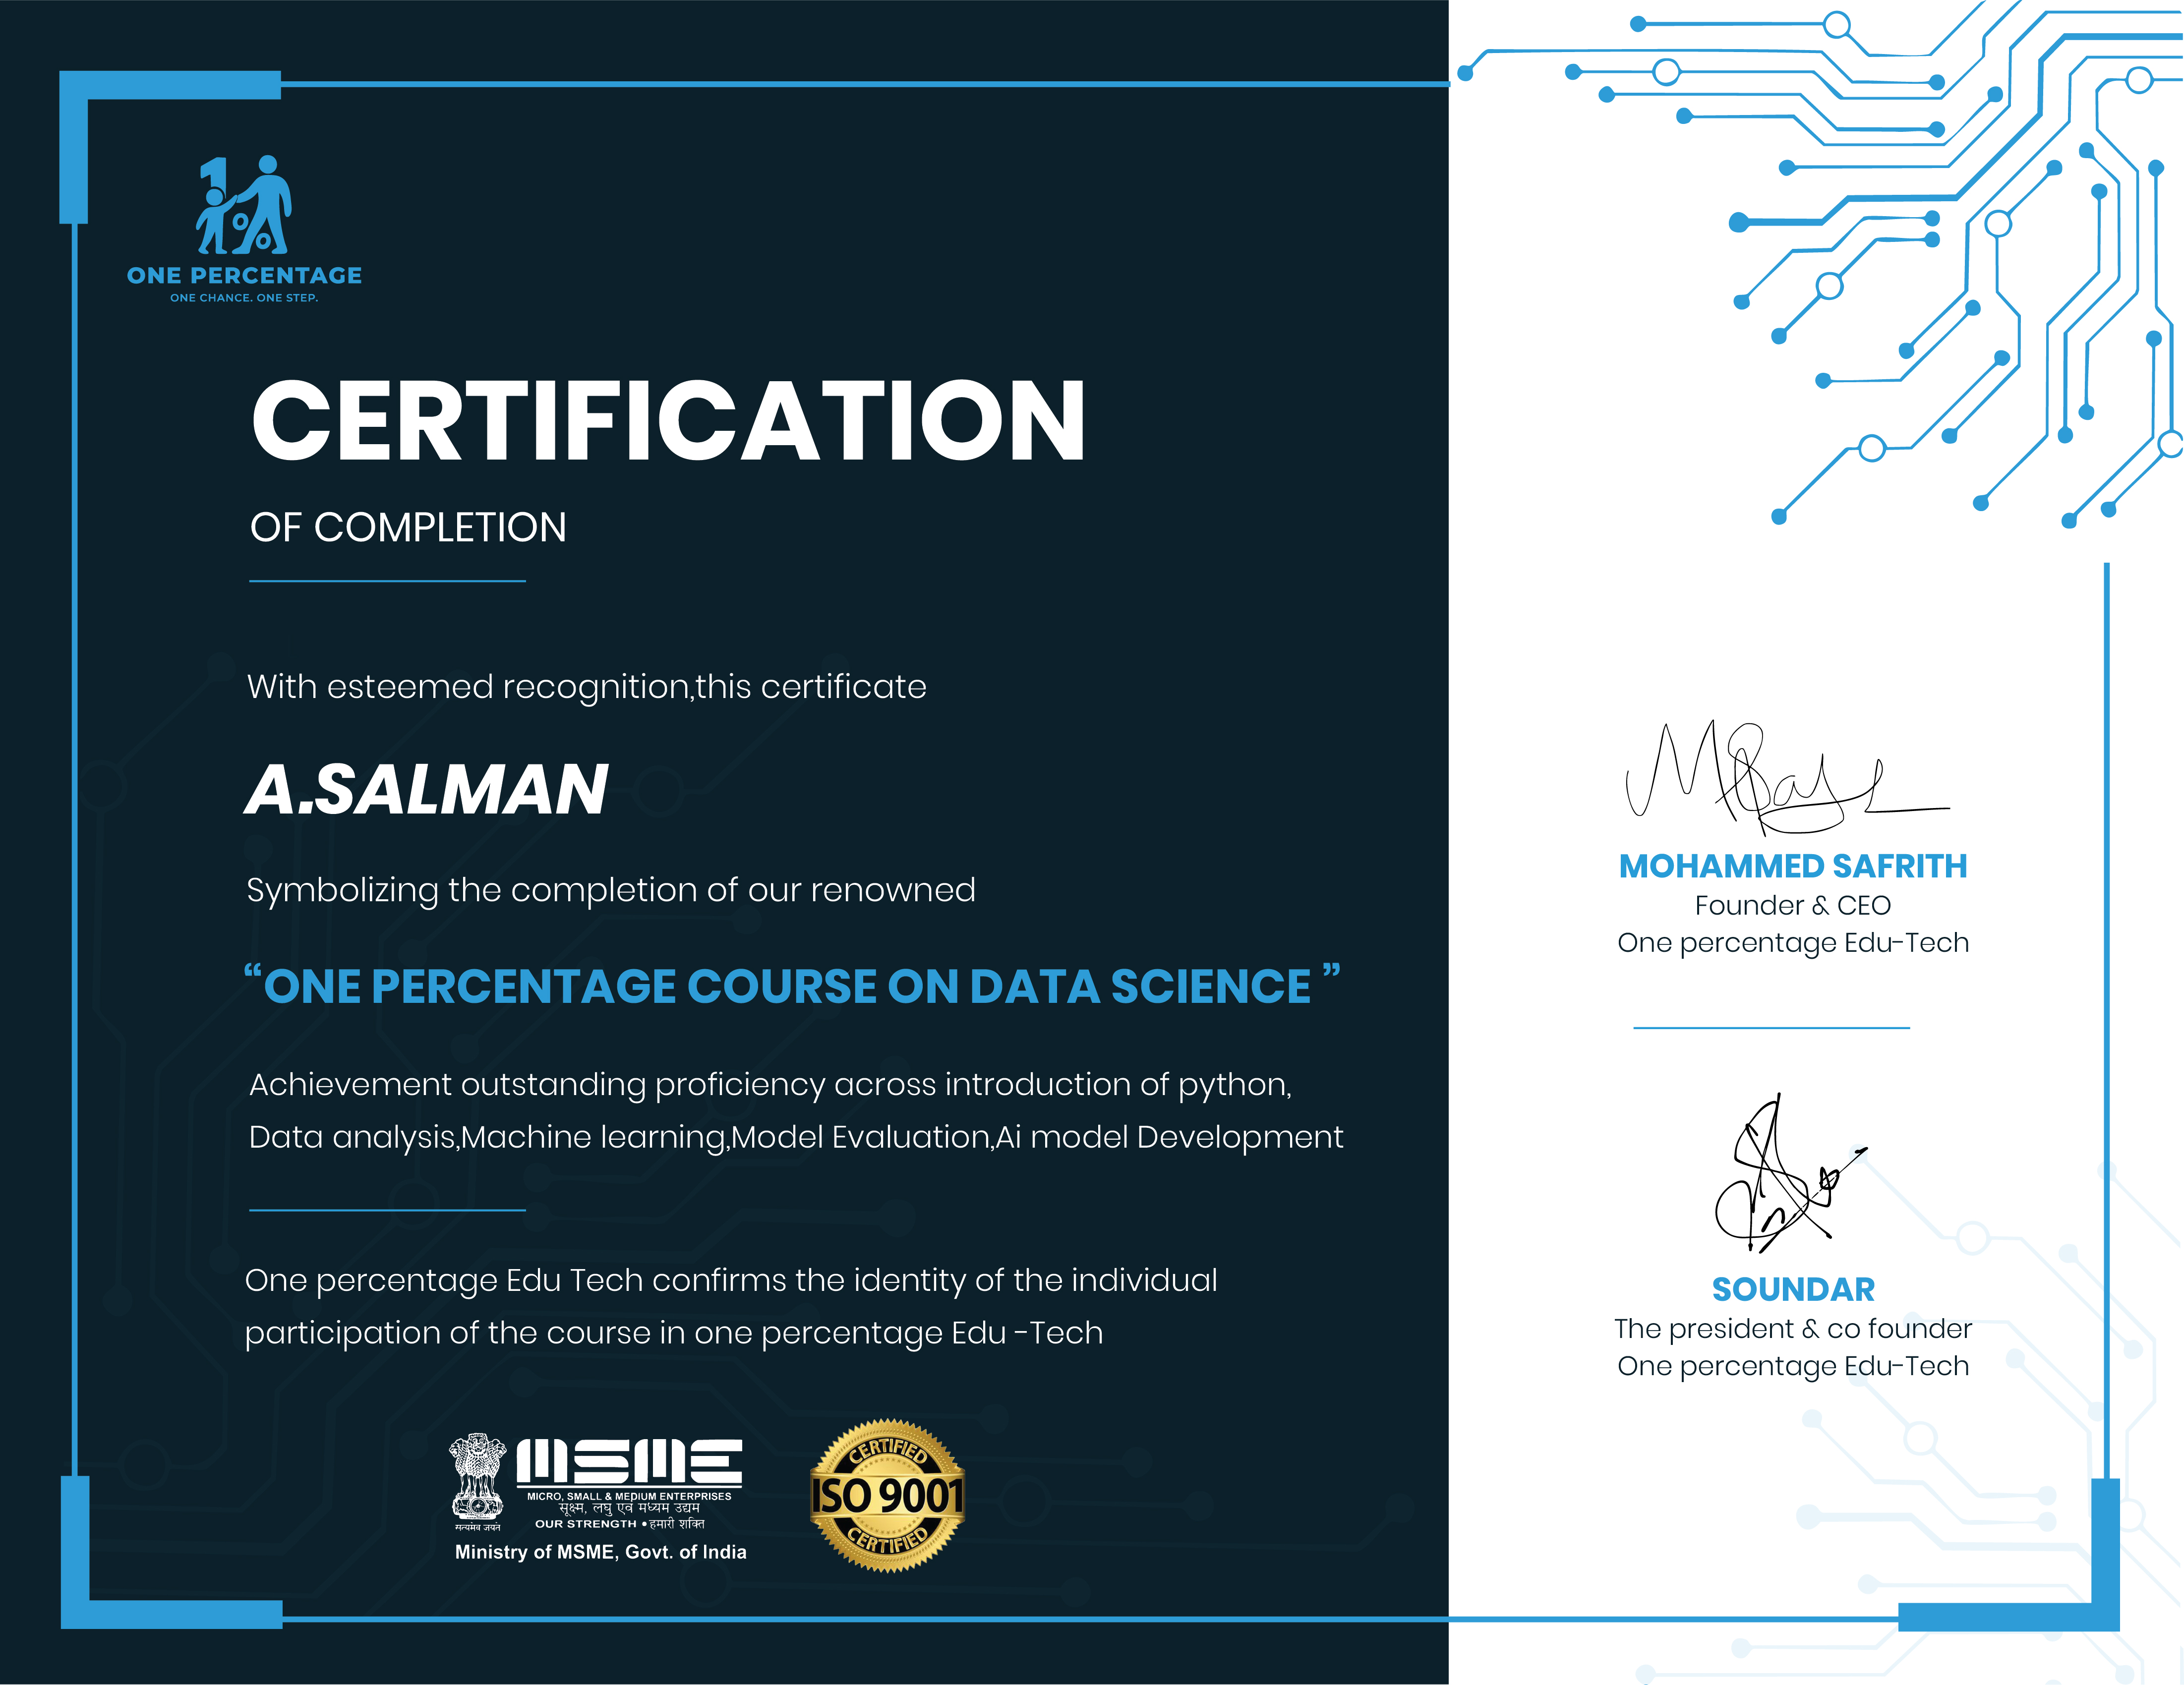 1%
ONE PERCENTAGE
ONE CHANCE. ONE STEP.
CERTIFICATION
OF COMPLETION
With esteemed recognition,this certificate
A.SALMAN
Symbolizing the completion of our renowned
“ONE PERCENTAGE COURSE ON DATA SCIENCE ”
Achievement outstanding proficiency across introduction of python,
Data analysis,Machine learning,Model Evaluation,Ai model Development
One percentage Edu Tech confirms the identity of the individual
participation of the course in one percentage Edu -Tech
MSME
MICRO, SMALL & MEDIUM ENTERPRISES
सूक्ष्म, लघु एवं मध्यम उद्यम
सत्यमेव जयते
OUR STRENGTH • हमारी शक्ति
Ministry of MSME, Govt. of India
CERTIFIED
ISO 9001
CERTIFIED
MOHAMMED SAFRITH
Founder & CEO
One percentage Edu-Tech
SOUNDAR
The president & co founder
One percentage Edu-Tech